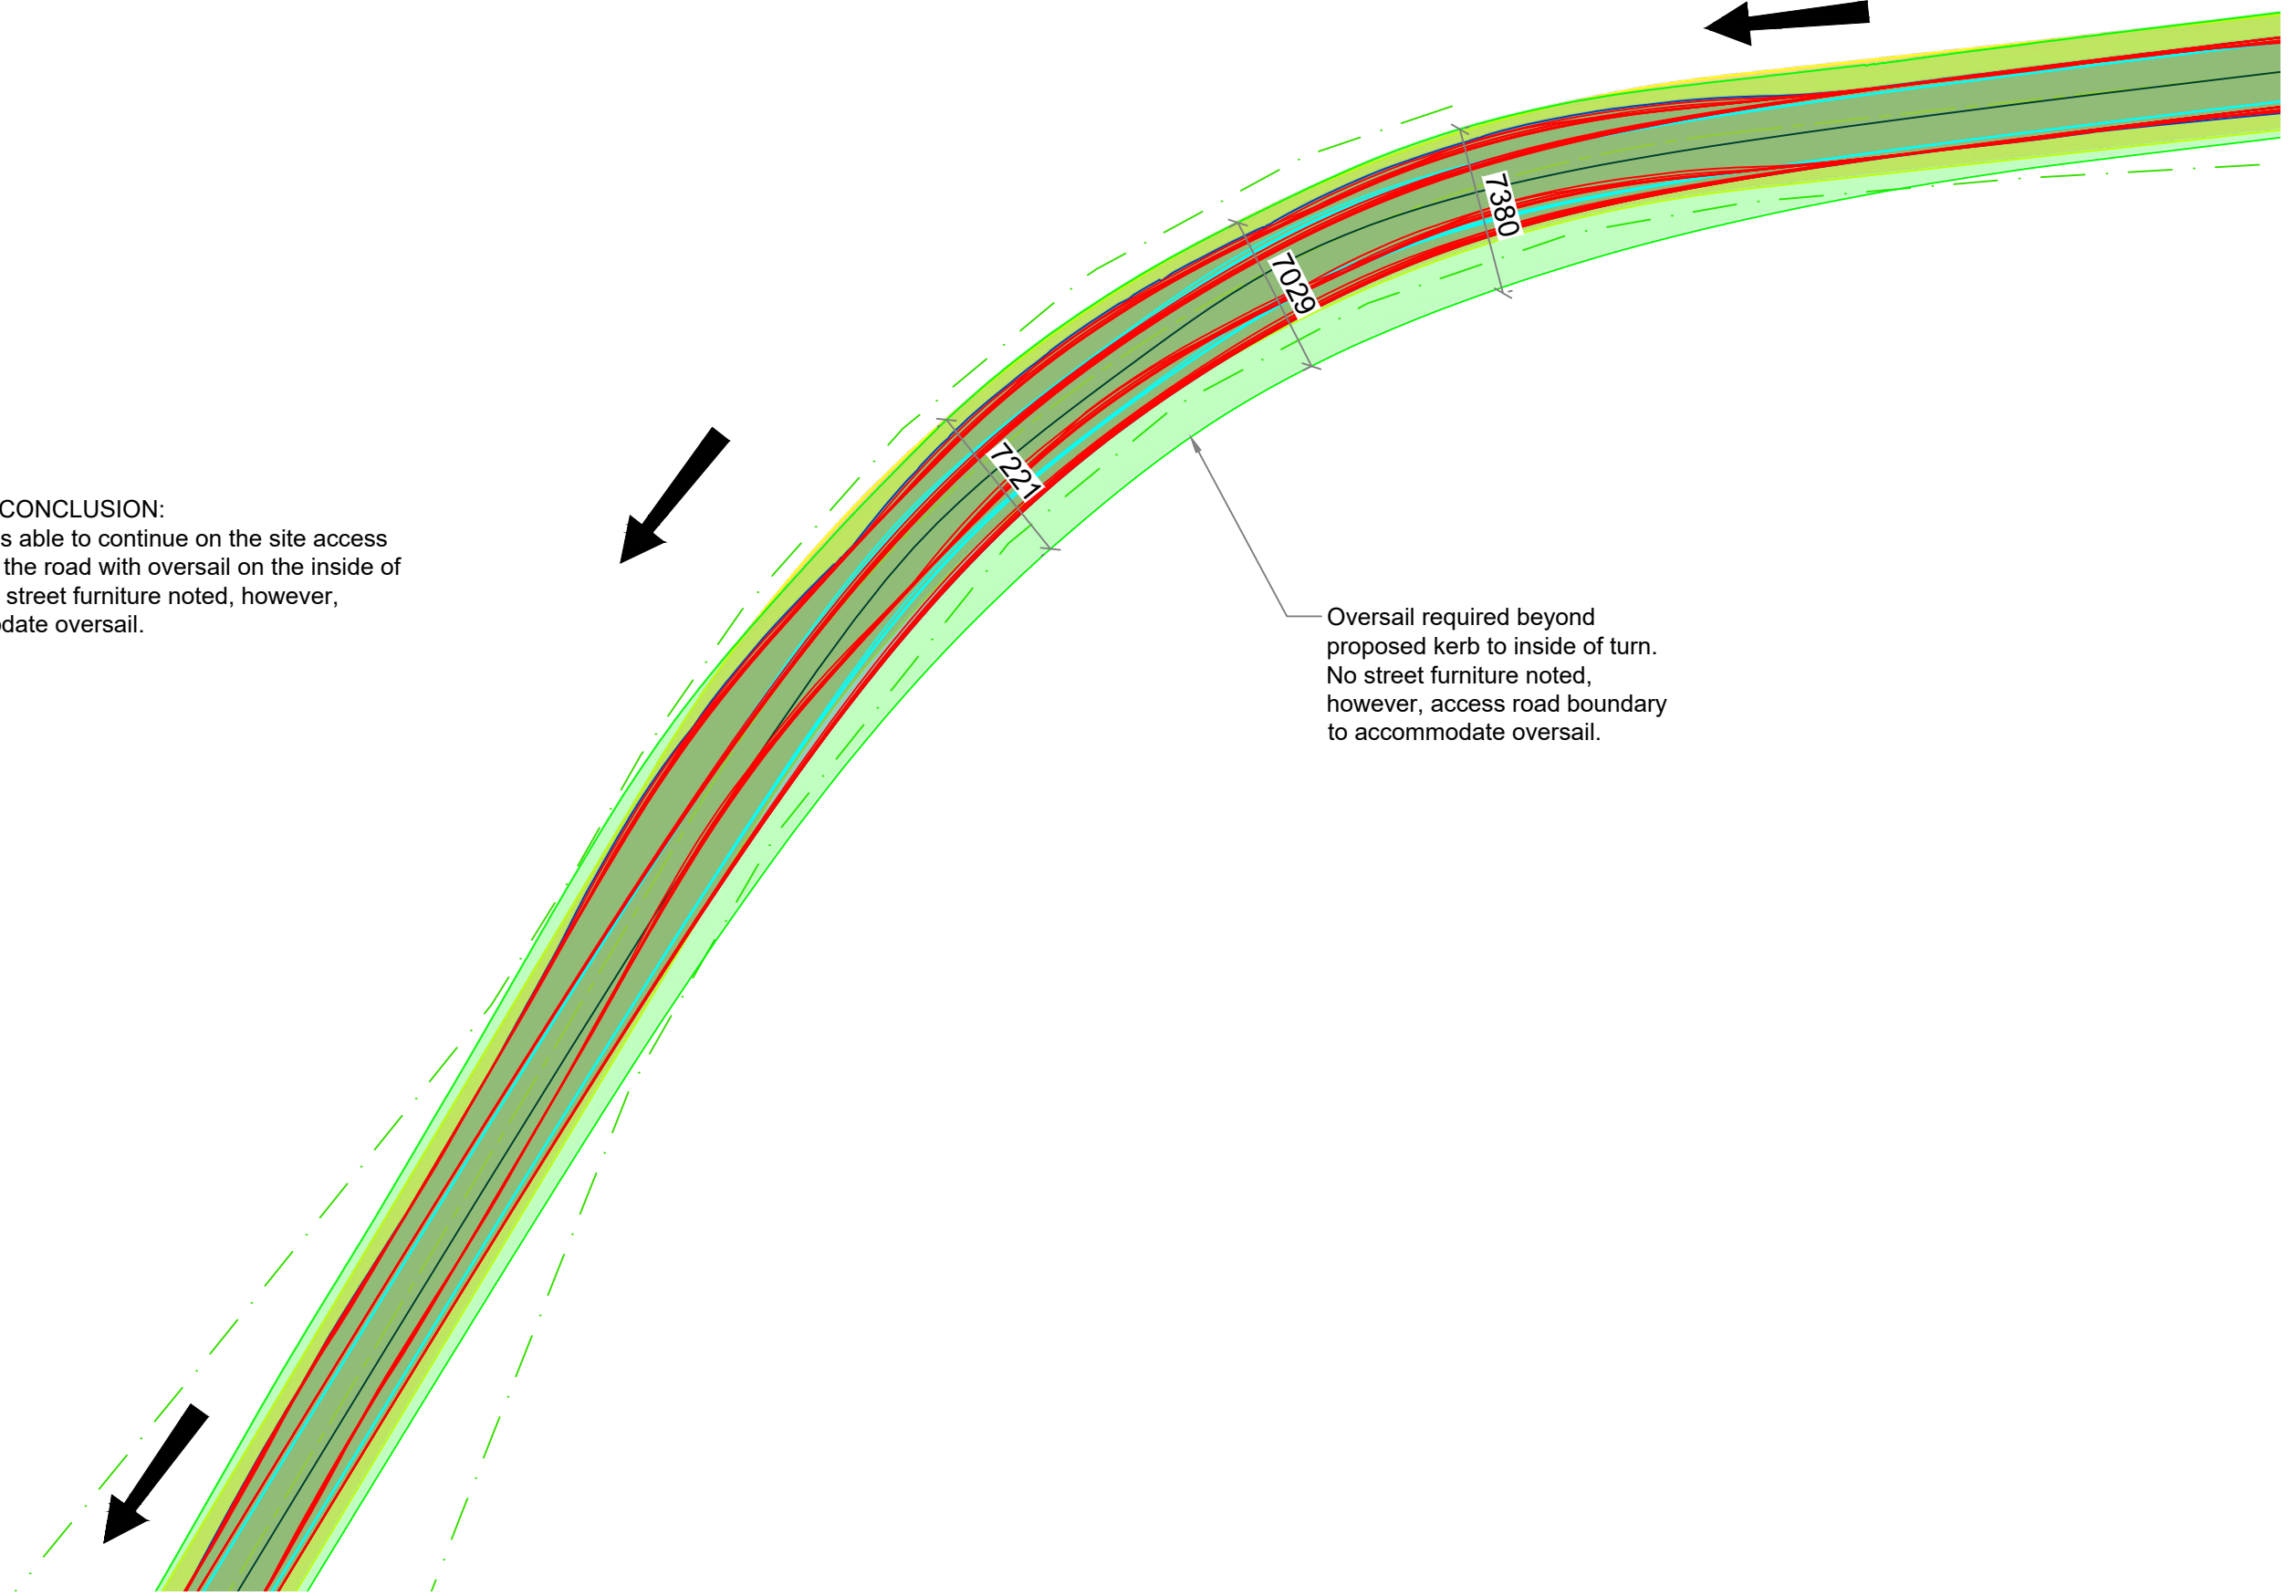 7380
7029
7221
CONCLUSION:
s able to continue on the site access
the road with oversail on the inside of
street furniture noted, however,
date oversail.
Oversail required beyond
proposed kerb to inside of turn.
No street furniture noted,
however, access road boundary
to accommodate oversail.